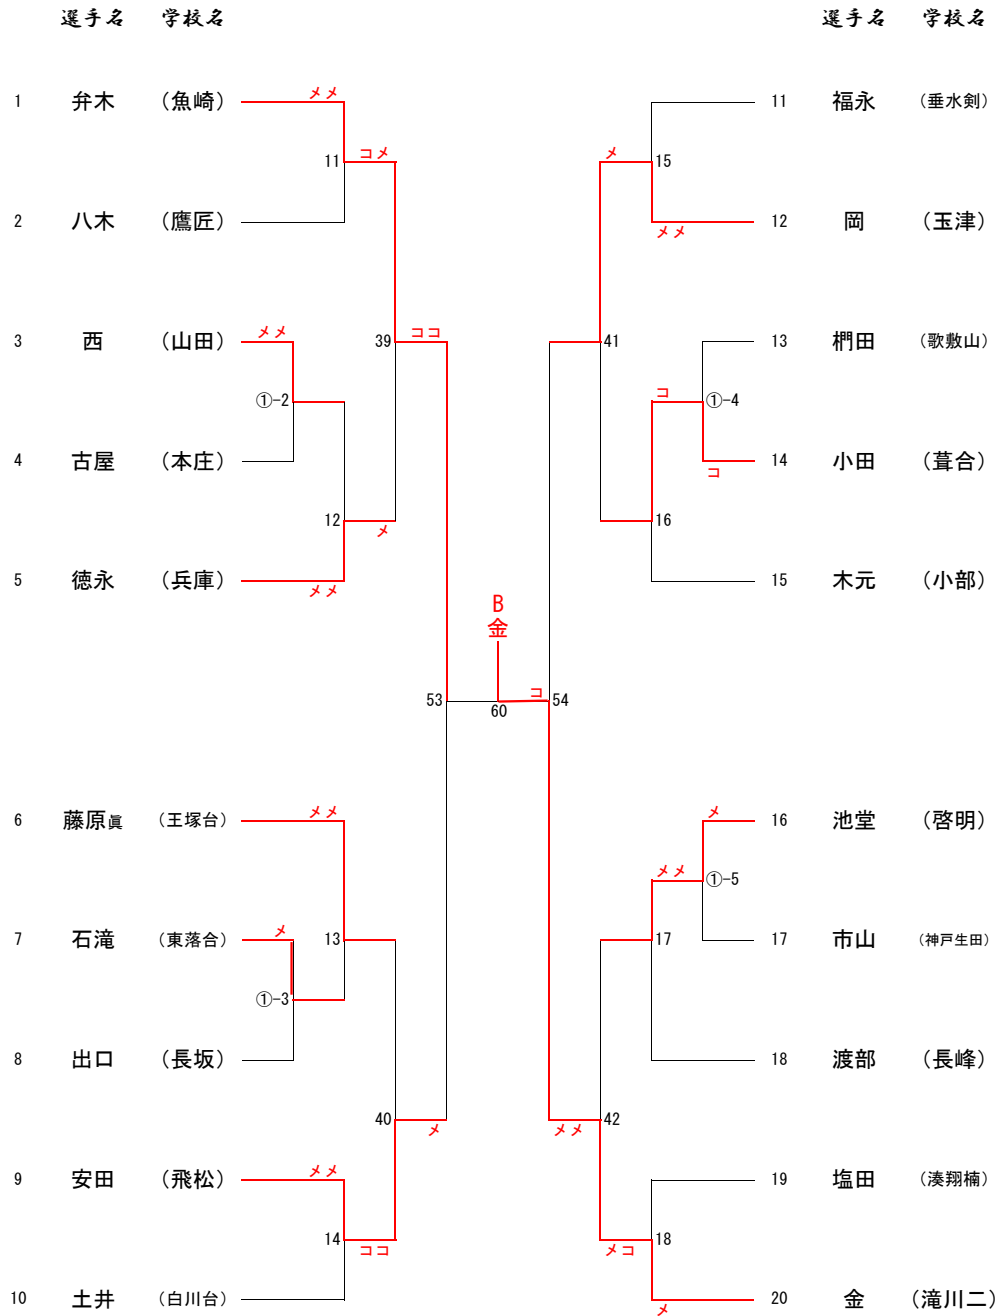 選手名 学校名 選手名 学校名
1 弁木 （魚崎） メメ 11 福永 （垂水剣）
11 コメ メ 15
2 八木 （鷹匠） メメ 12 岡 （玉津）
3 西 （山田） メメ 39 ココ 41 13 椚田 （歌敷山）
①-2 コ ①-4
4 古屋 （本庄） コ 14 小田 （葺合）
12 メ 16
5 徳永 （兵庫） メメ 15 木元 （小部）
B
金
53 コ 54
60
6 藤原眞 （王塚台） メメ メ 16 池堂 （啓明）
メメ ①-5
7 石滝 （東落合） メ 13 17 17 市山 （神戸生田）
①-3
8 出口 （長坂） 18 渡部 （長峰）
40 メ メメ 42
9 安田 （飛松） メメ 19 塩田 （湊翔楠）
14 ココ メコ 18
10 土井 （白川台） メ 20 金 （滝川二）